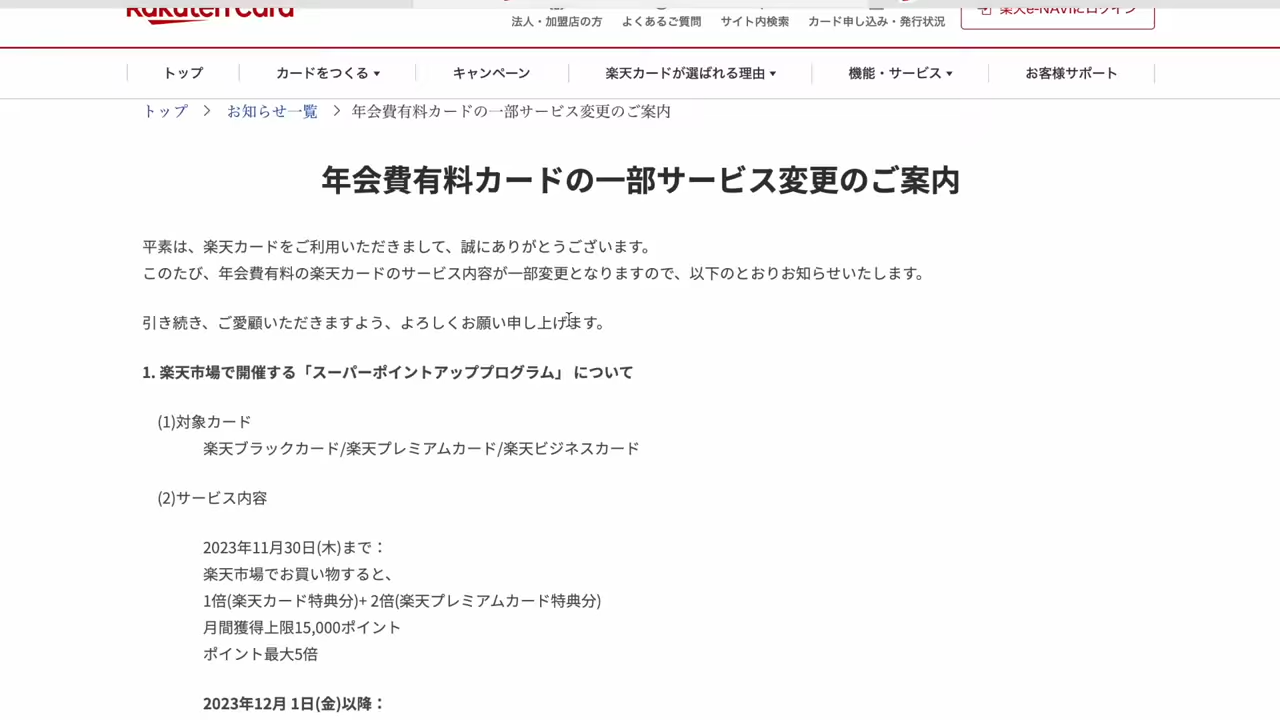 Rakuten Card
法人・加盟店の方 よくあるご質問 サイト内検索 カード申し込み・発行状況 楽天e-NAVIにログイン
トップ カードをつくる キャンペーン 楽天カードが選ばれる理由 機能・サービス お客様サポート
トップ > お知らせ一覧 > 年会費有料カードの一部サービス変更のご案内
年会費有料カードの一部サービス変更のご案内
平素は、楽天カードをご利用いただきまして、誠にありがとうございます。
このたび、年会費有料の楽天カードのサービス内容が一部変更となりますので、以下のとおりお知らせいたします。
引き続き、ご愛顧いただきますよう、よろしくお願い申し上げます。
1. 楽天市場で開催する「スーパーポイントアッププログラム」 について
(1)対象カード
楽天ブラックカード/楽天プレミアムカード/楽天ビジネスカード
(2)サービス内容
2023年11月30日(木)まで：
楽天市場でお買い物すると、
1倍(楽天カード特典分)+ 2倍(楽天プレミアムカード特典分)
月間獲得上限15,000ポイント
ポイント最大5倍
2023年12月 1日(金)以降：